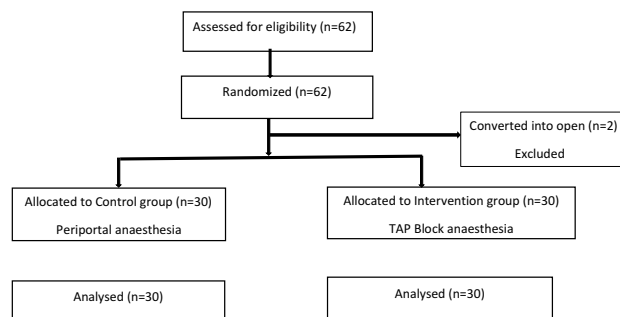 Assessed for eligibility (n=62)
Randomized (n=62)
Converted into open (n=2)
Excluded
Allocated to Control group (n=30)
Periportal anaesthesia
Allocated to Intervention group (n=30)
TAP Block anaesthesia
Analysed (n=30)
Analysed (n=30)